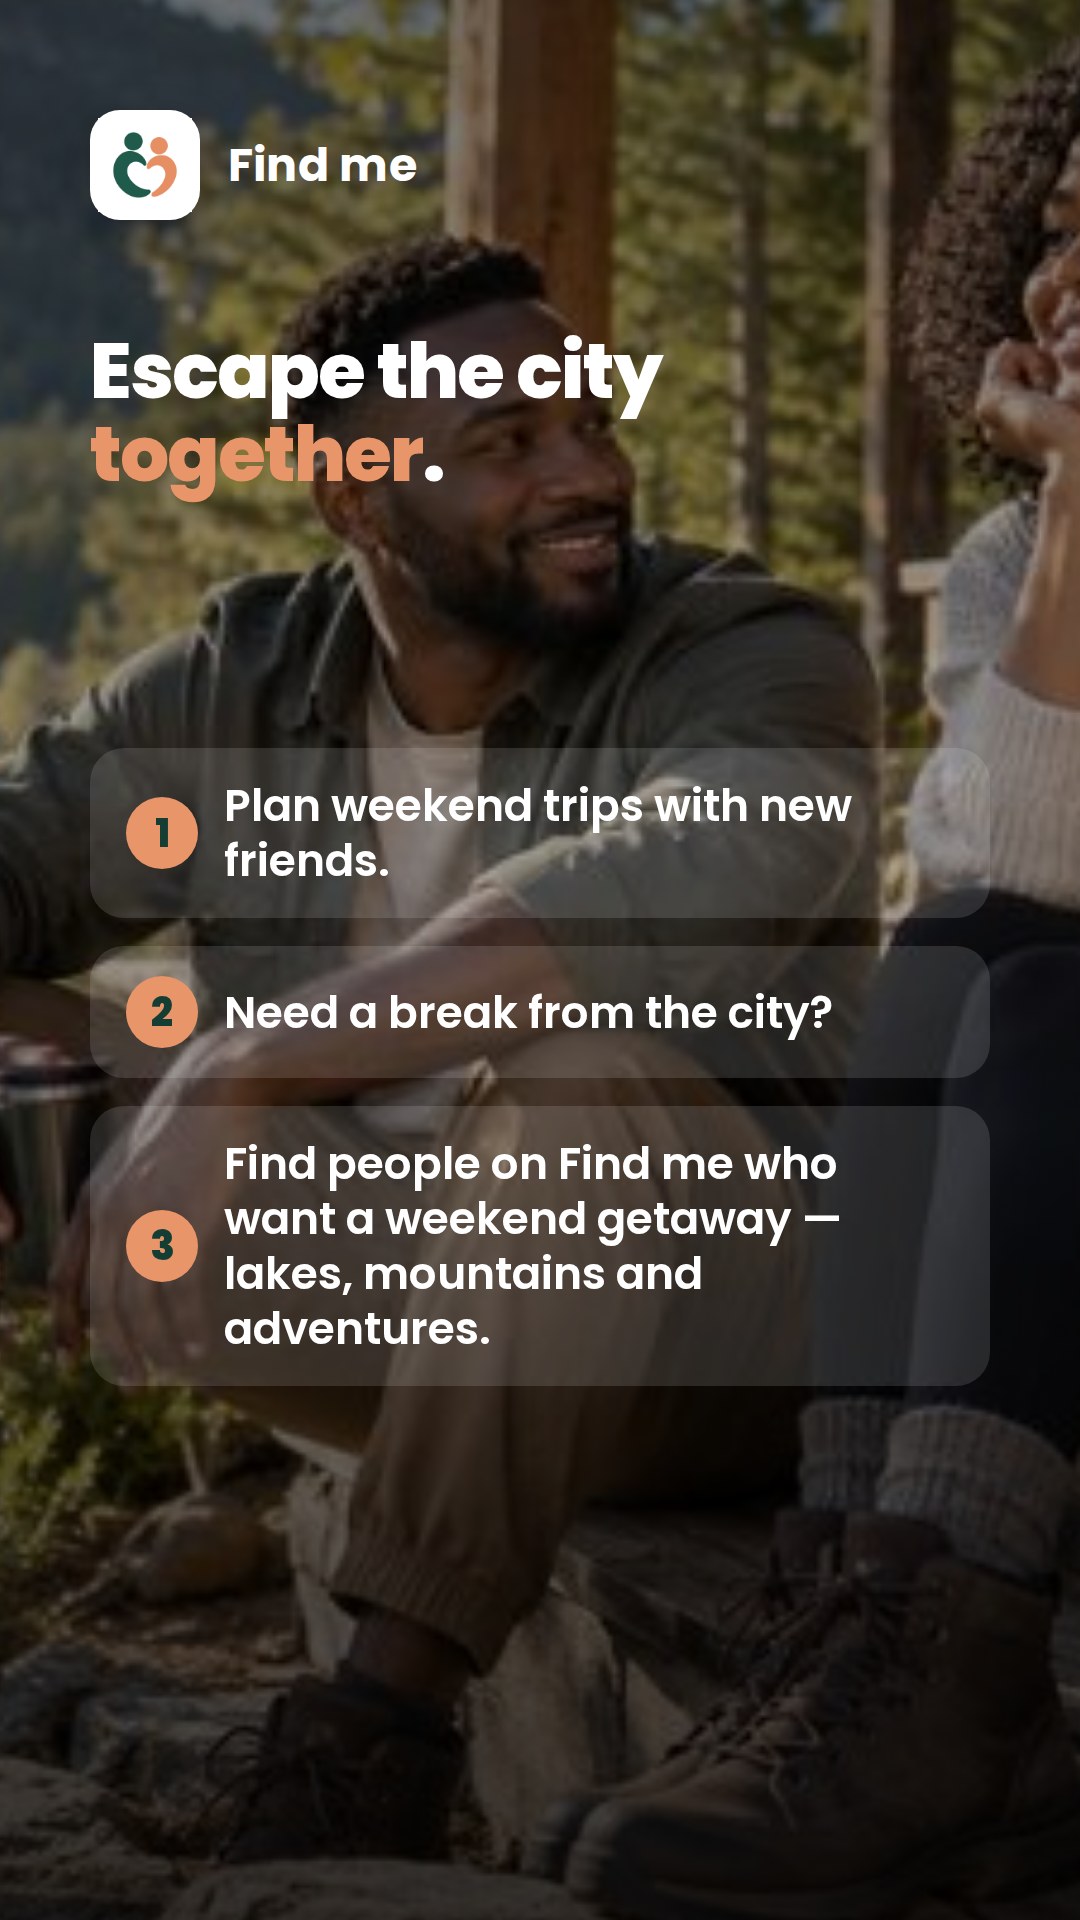 Find me
Escape the city
together.
1
Plan weekend trips with new
friends.
2
Need a break from the city?
3
Find people on Find me who
want a weekend getaway —
lakes, mountains and
adventures.